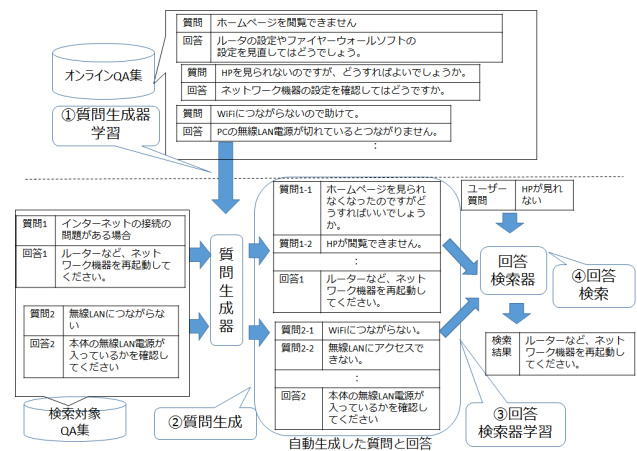 質問 ホームページを閲覧できません
回答 ルータの設定やファイヤーウォールソフトの
設定を見直してはどうでしょう。
オンラインQA集
質問 HPを見られないのですが、どうすればよいでしょうか。
回答 ネットワーク機器の設定を確認してはどうですか。
①質問生成器
学習
質問 WiFiにつながらないので助けて。
回答 PCの無線LAN電源が切れているとつながりません。
:
質問1 インターネットの接続の
問題がある場合
回答1 ルーターなど、ネット
ワーク機器を再起動して
ください。
質問2 無線LANにつながらな
い
回答2 本体の無線LAN電源が
入っているかを確認し
てください
検索対象
QA集
質問生成器
②質問生成
質問1-1 ホームページを見られ
なくなったのですがど
うすればいいでしょう
か。
質問1-2 HPが閲覧できません。
:
回答1 ルーターなど、ネット
ワーク機器を再起動し
てください。
質問2-1 WiFiにつながらない。
質問2-2 無線LANにアクセスで
きない。
:
回答2 本体の無線LAN電源が
入っているかを確認し
てください
自動生成した質問と回答
ユーザー
質問
HPが見れ
ない
回答
検索器
④回答
検索
検索
結果
ルーターなど、ネット
ワーク機器を再起動し
てください。
③回答
検索器学習